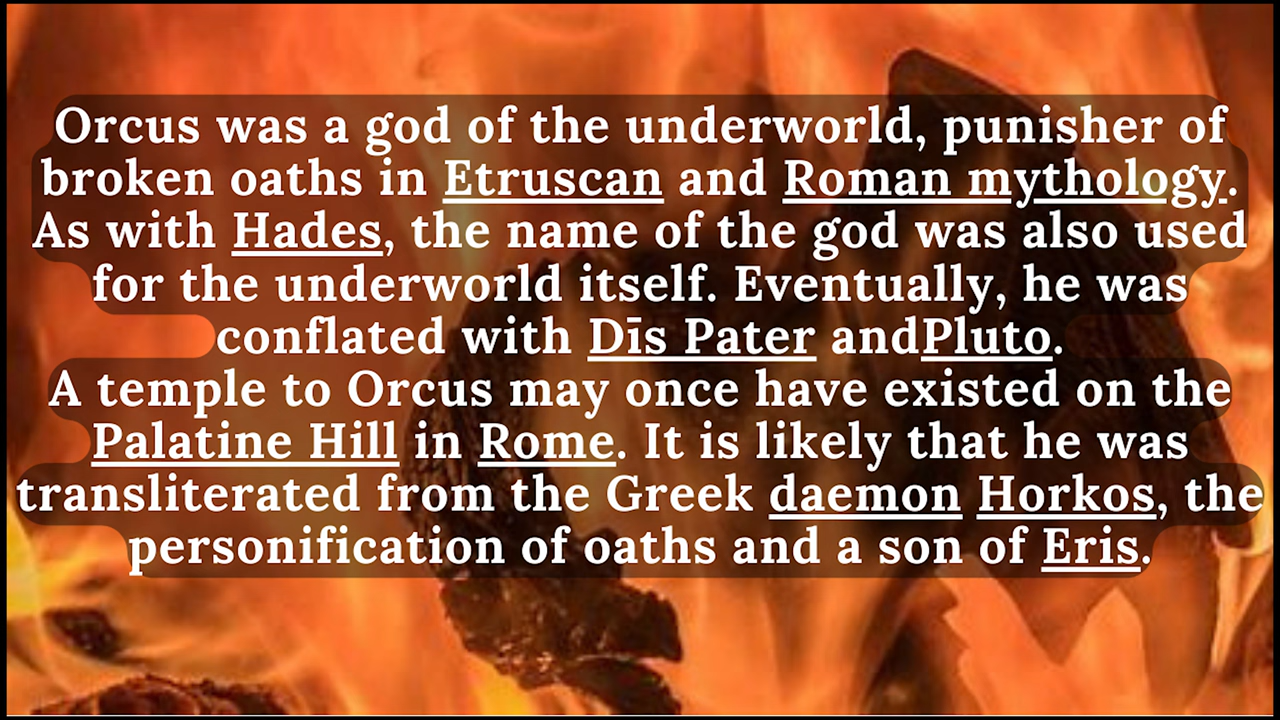 Orcus was a god of the underworld, punisher of
broken oaths in Etruscan and Roman mythology.
As with Hades, the name of the god was also used
for the underworld itself. Eventually, he was
conflated with Dīs Pater andPluto.
A temple to Orcus may once have existed on the
Palatine Hill in Rome. It is likely that he was
transliterated from the Greek daemon Horkos, the
personification of oaths and a son of Eris.